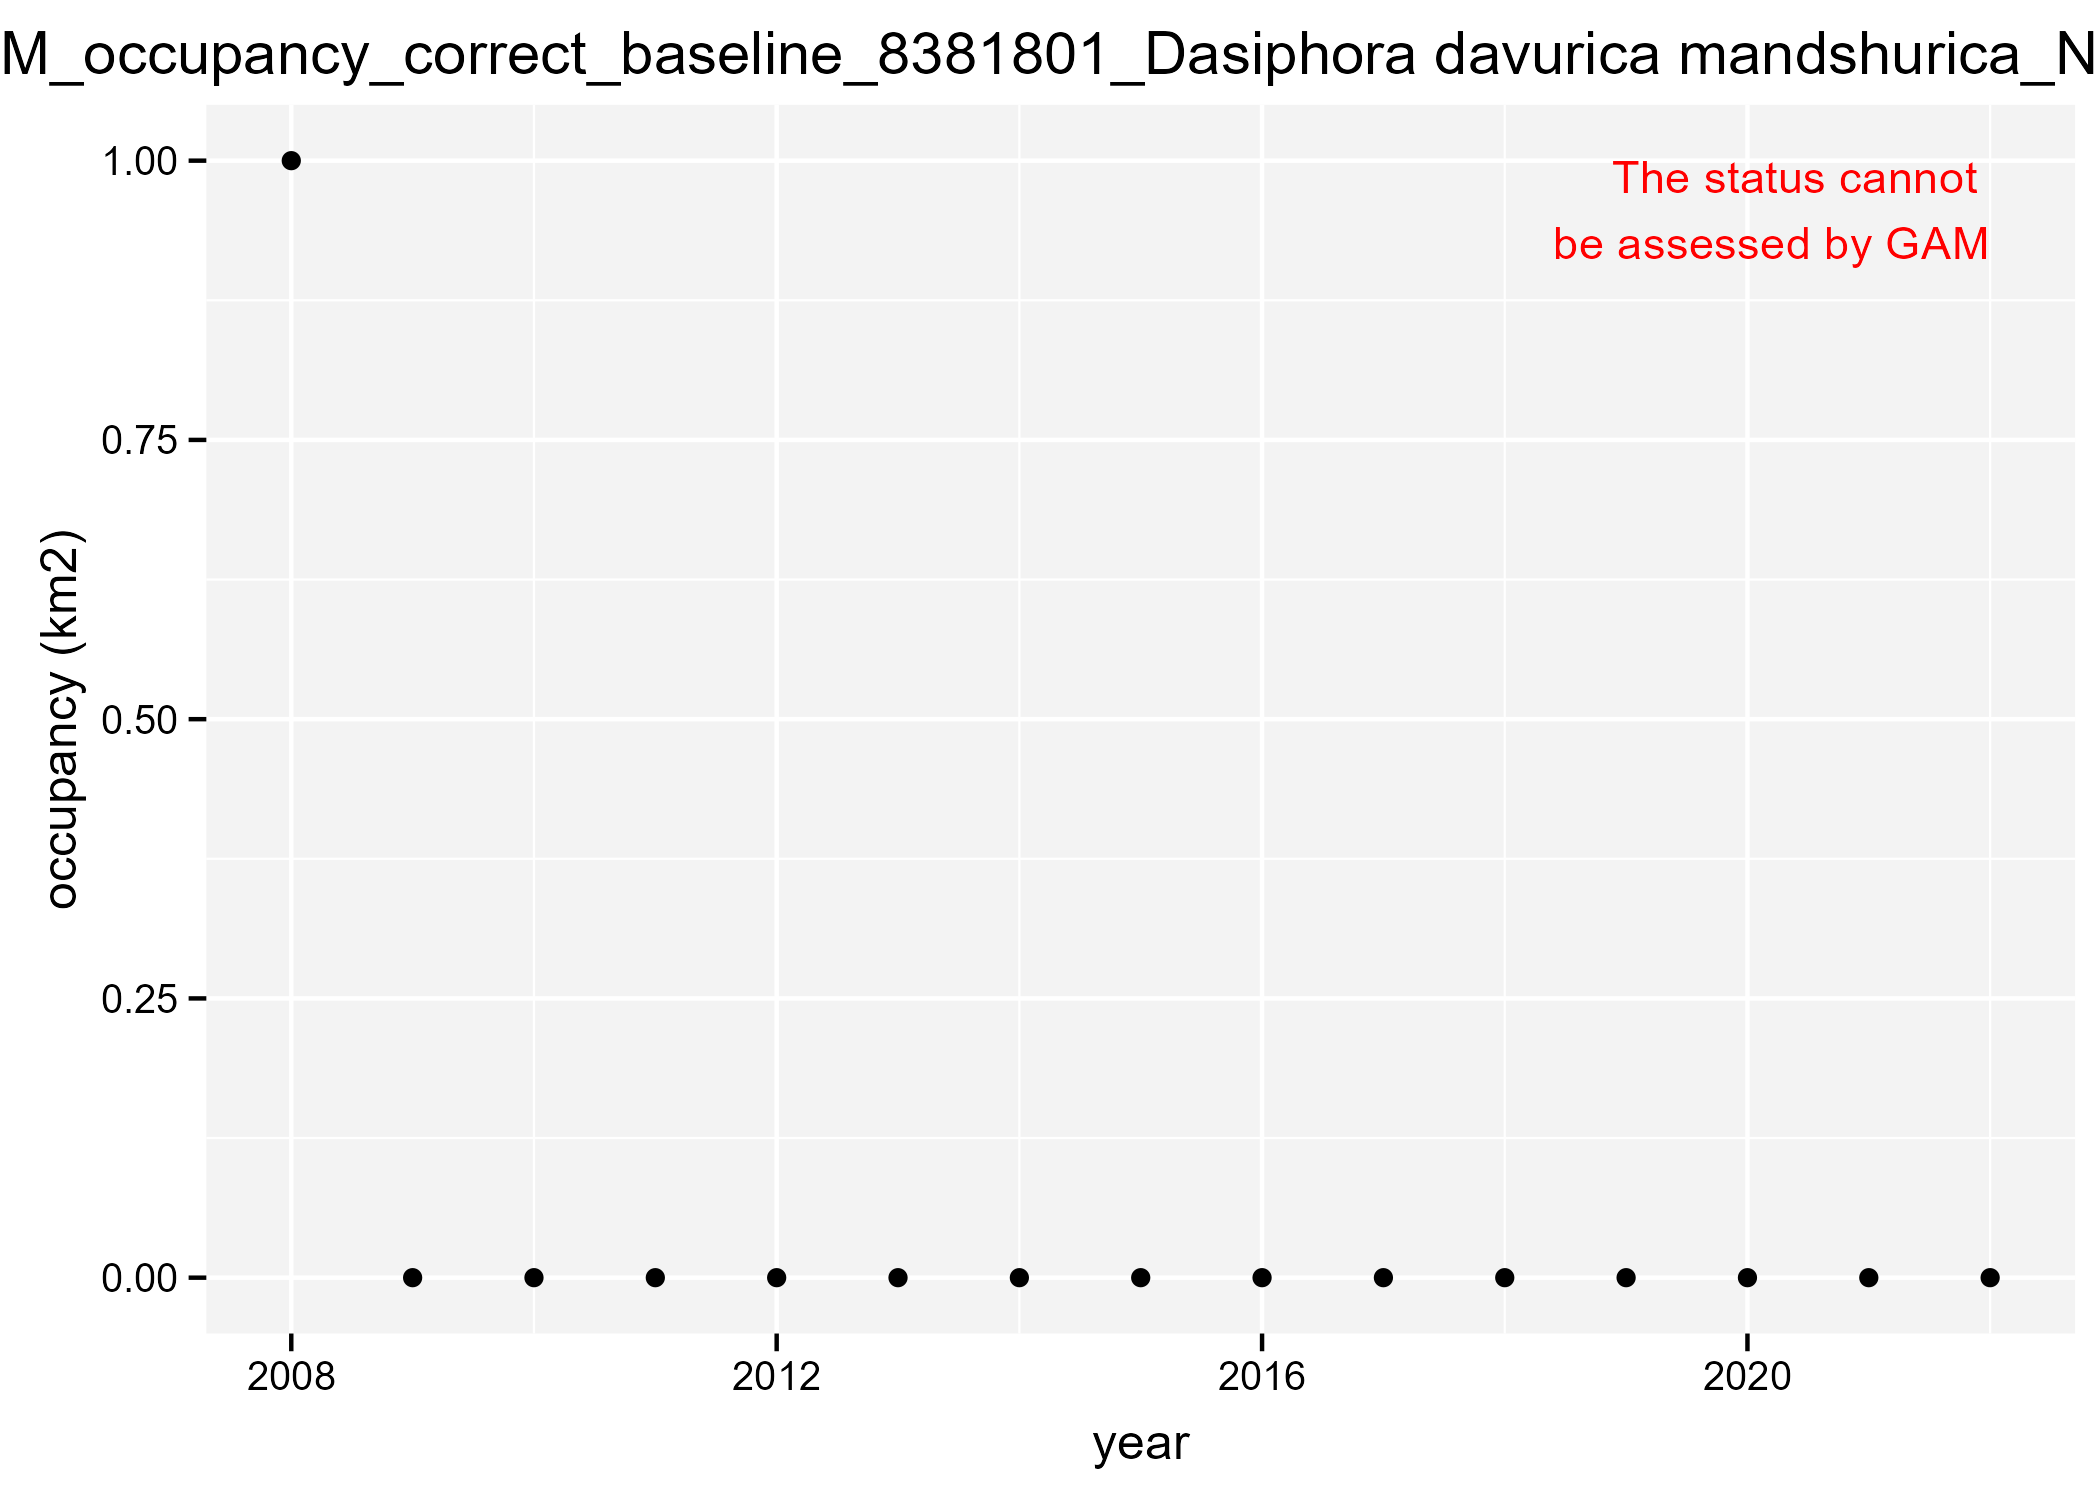 M_occupancy_correct_baseline_8381801_Dasiphora davurica mandshurica_N
The status cannot
be assessed by GAM
1.00
0.75
0.50
0.25
0.00
occupancy (km2)
2008 2012 2016 2020
year